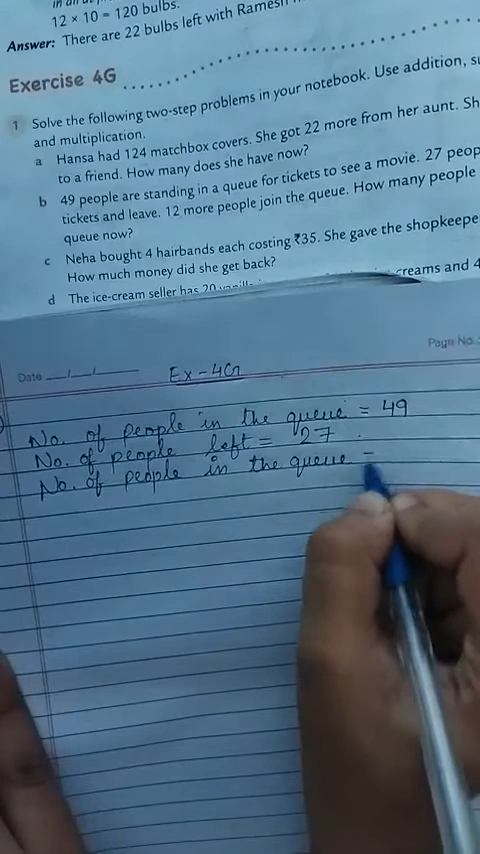 12 × 10 = 120 bulbs.
Answer: There are 22 bulbs left with Ramesh
Exercise 4G
1 Solve the following two-step problems in your notebook. Use addition,
and multiplication.
a Hansa had 124 matchbox covers. She got 22 more from her aunt.
to a friend. How many does she have now?
b 49 people are standing in a queue for tickets to see a movie. 27
tickets and leave. 12 more people join the queue. How many people
queue now?
c Neha bought 4 hairbands each costing ₹35. She gave the
How much money did she get back?
d The ice-cream seller has 20
creams and 4
Page No.
Date __/__/__
Ex-4G
No. of people in the queue = 49
No. of people left = 27
No. of people in the queue =